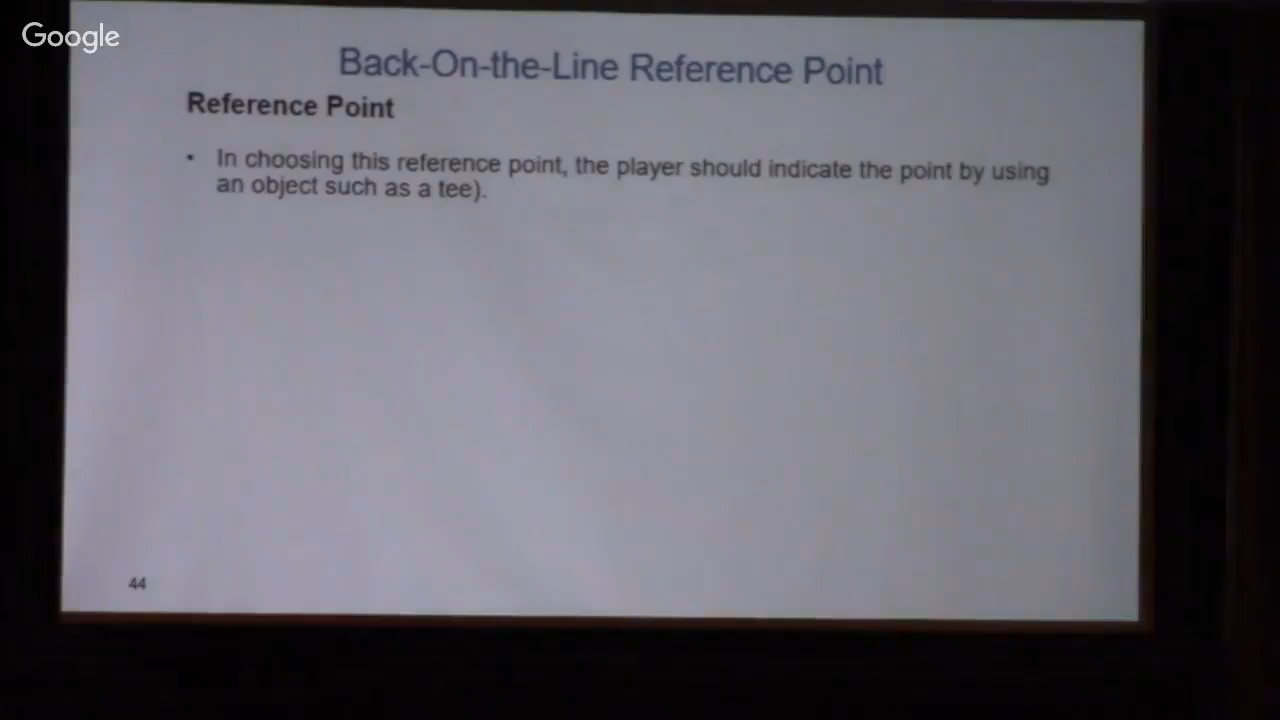 Google
Back-On-the-Line Reference Point
Reference Point
• In choosing this reference point, the player should indicate the point by using
an object such as a tee).
44